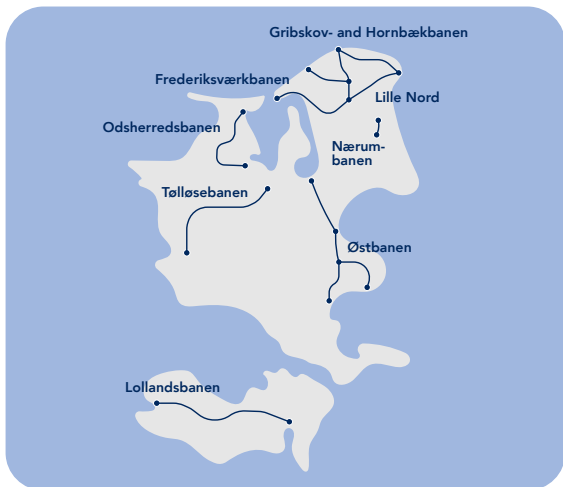 Gribskov- and Hornbækbanen
Frederiksværkbanen
Lille Nord
Odsherredsbanen
Nærum-
banen
Tølløsebanen
Østbanen
Lollandsbanen